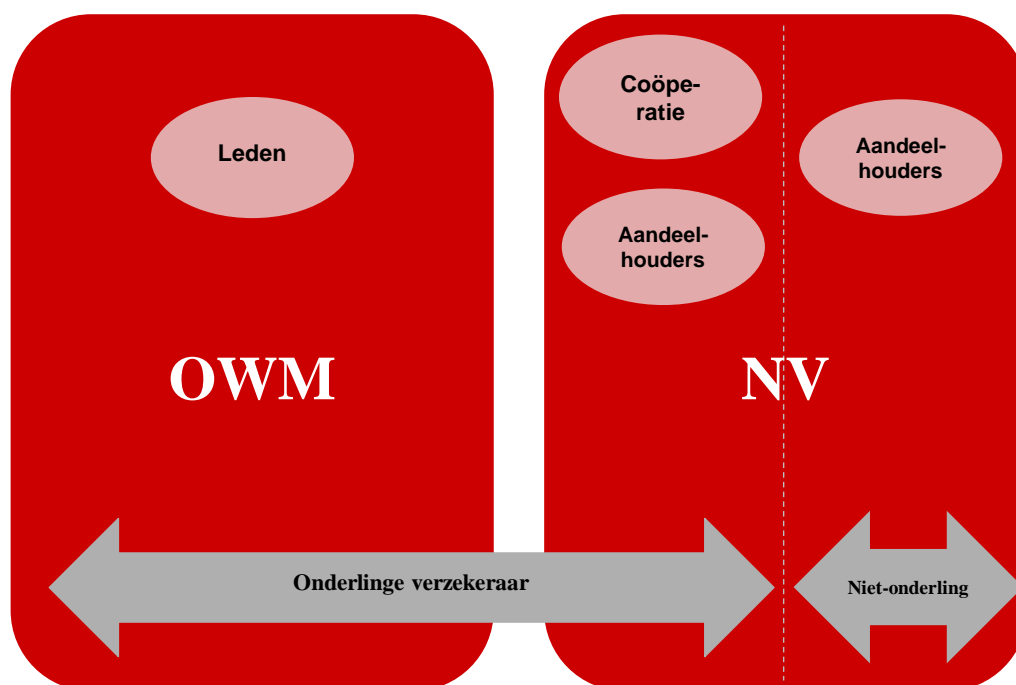 Leden
OWM
Coöpe-
ratie
Aandeel-
houders
Aandeel-
houders
NV
Onderlinge verzekeraar
Niet-onderling